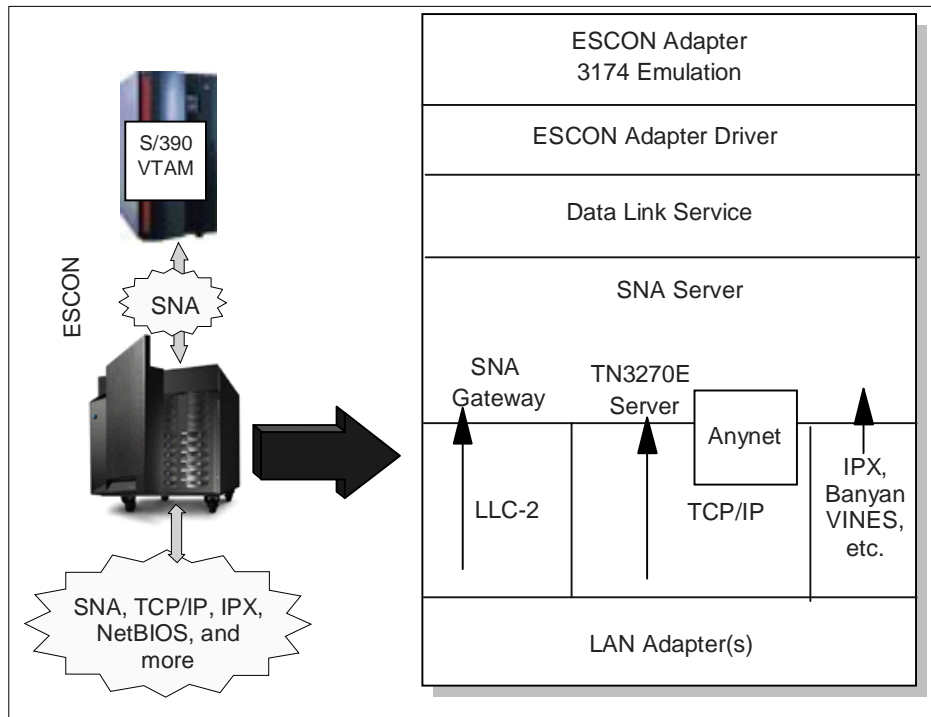 S/390
VTAM
ESCON
SNA
SNA, TCP/IP, IPX,
NetBIOS, and
more
ESCON Adapter
3174 Emulation
ESCON Adapter Driver
Data Link Service
SNA Server
SNA
Gateway
TN3270E
Server
Anynet
LLC-2
TCP/IP
IPX,
Banyan
VINES,
etc.
LAN Adapter(s)